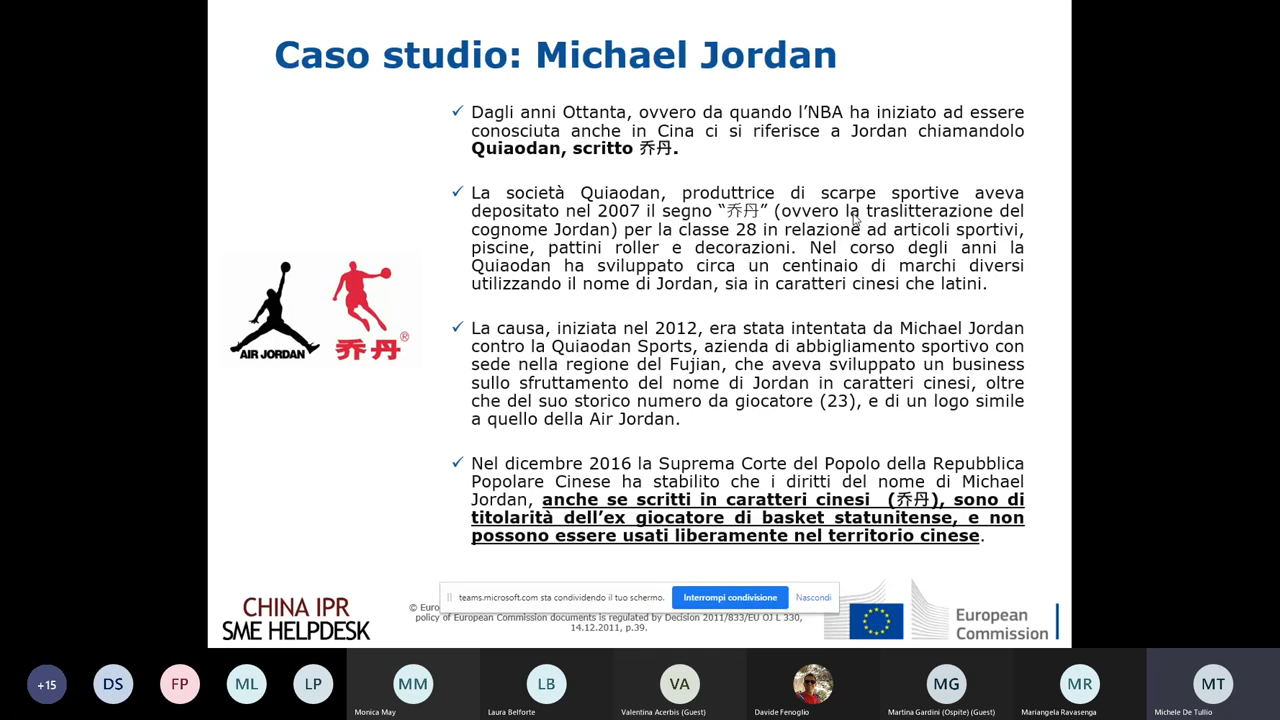 Caso studio: Michael Jordan
Dagli anni Ottanta, ovvero da quando l’NBA ha iniziato ad essere
conosciuta anche in Cina ci si riferisce a Jordan chiamandolo
Quiaodan, scritto 乔丹.
La società Quiaodan, produttrice di scarpe sportive aveva
depositato nel 2007 il segno “乔丹” (ovvero la traslitterazione del
cognome Jordan) per la classe 28 in relazione ad articoli sportivi,
piscine, pattini roller e decorazioni. Nel corso degli anni la
Quiaodan ha sviluppato circa un centinaio di marchi diversi
utilizzando il nome di Jordan, sia in caratteri cinesi che latini.
AIR JORDAN
乔丹®
La causa, iniziata nel 2012, era stata intentata da Michael Jordan
contro la Quiaodan Sports, azienda di abbigliamento sportivo con
sede nella regione del Fujian, che aveva sviluppato un business
sullo sfruttamento del nome di Jordan in caratteri cinesi, oltre
che del suo storico numero da giocatore (23), e di un logo simile
a quello della Air Jordan.
Nel dicembre 2016 la Suprema Corte del Popolo della Repubblica
Popolare Cinese ha stabilito che i diritti del nome di Michael
Jordan, anche se scritti in caratteri cinesi (乔丹), sono di
titolarità dell’ex giocatore di basket statunitense, e non
possono essere usati liberamente nel territorio cinese.
teams.microsoft.com sta condividendo il tuo schermo. Interrompi condivisione Nascondi
CHINA IPR
SME HELPDESK
©
policy of European Commission documents is regulated by Decision 2011/833/EU OJ L 330,
14.12.2011, p.39.
European
Commission
+15 DS FP ML LP MM LB VA MG MR MT
Monica May Laura Belforte Valentina Acerbis (Guest) Davide Fenoglio Martina Gardini (Ospite) (Guest) Mariangela Ravasenga Michele De Tullio